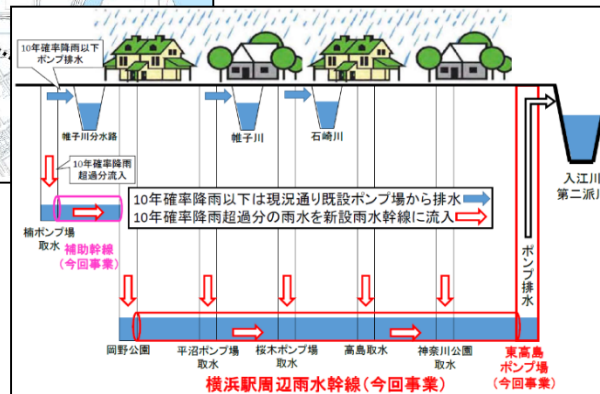 10年確率降雨以下
ポンプ排水
帷子川分水路
帷子川
石崎川
入江川
第二派川
10年確率降雨
超過分流入
10年確率降雨以下は現況通り既設ポンプ場から排水
10年確率降雨超過分の雨水を新設雨水幹線に流入
楠ポンプ場
取水
補助幹線
(今回事業)
ポンプ排水
岡野公園
平沼ポンプ場
取水
桜木ポンプ場
取水
高島取水
神奈川公園
取水
東高島
ポンプ場
(今回事業)
横浜駅周辺雨水幹線(今回事業)